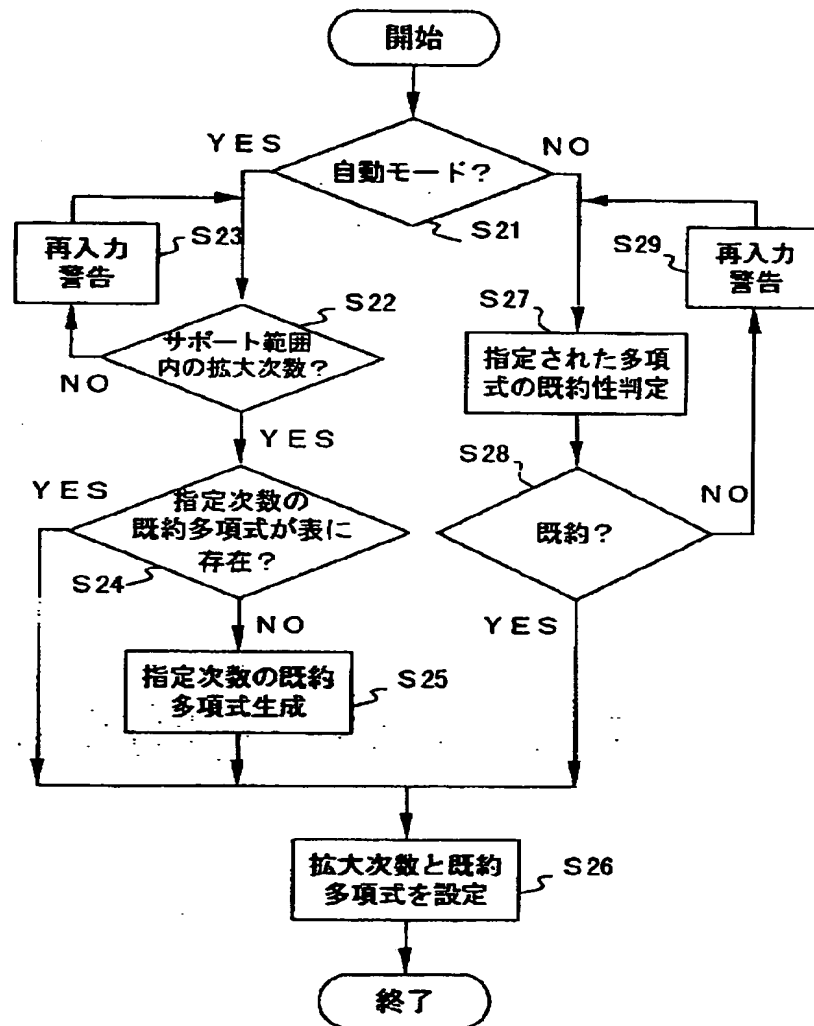 開始
YES
NO
自動モード?
S21
再入力
警告
S23
S29
再入力
警告
S22
S27
サポート範囲
内の拡大次数?
NO
指定された多項
式の既約性判定
YES
S28
YES
指定次数の
既約多項式が表に
存在?
NO
既約?
S24
NO
YES
指定次数の既約
多項式生成
S25
拡大次数と既約
多項式を設定
S26
終了